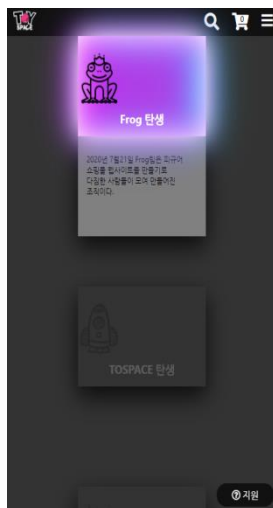 TOY
SPACE
0
Frog 탄생
2020년 7월21일 Frog팀은 피규어
쇼핑몰 웹사이트를 만들기로
다짐한 사람들이 모여 만들어진
조직이다.
TOSPACE 탄생
지원